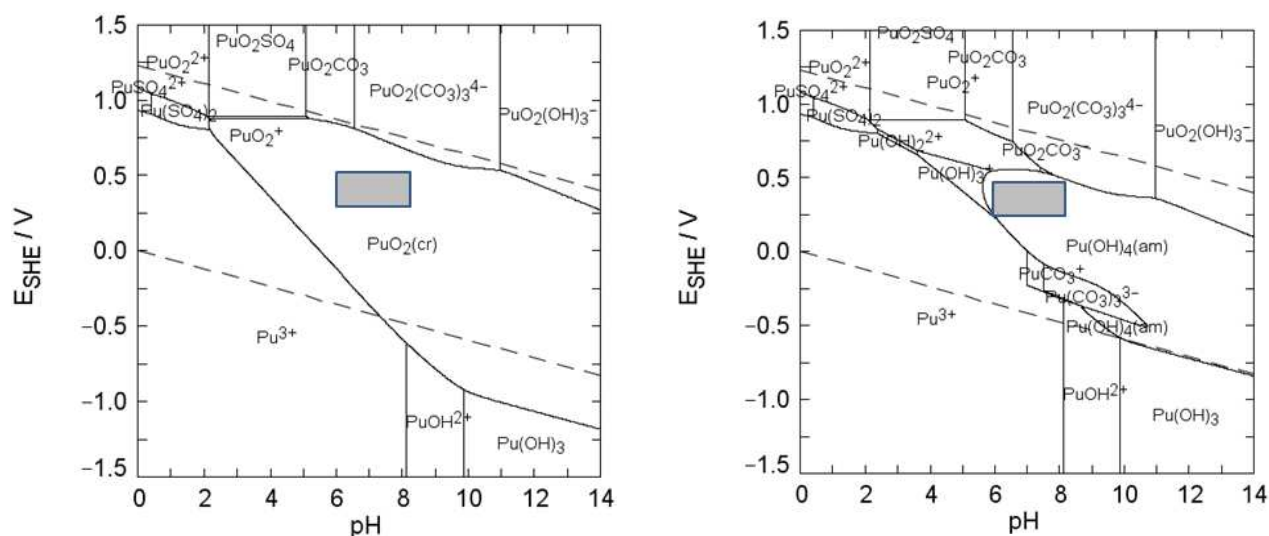 1.5
PuO₂SO₄
PuO₂²⁺
PuO₂CO₃
PuO₂(CO₃)₃⁴⁻
PuSO₄²⁺
1.0
Pu(SO₄)₂
PuO₂(OH)₃⁻
PuO₂⁺
0.5
PuO₂(cr)
0.0
E_SHE / V
−0.5
Pu³⁺
−1.0
PuOH²⁺
Pu(OH)₃
−1.5
0 2 4 6 8 10 12 14
pH
1.5
PuO₂SO₄
PuO₂²⁺
PuO₂CO₃
PuO₂⁺
PuSO₄²⁺
PuO₂(CO₃)₃⁴⁻
1.0
Pu(SO₄)₂
PuO₂(OH)₃⁻
Pu(OH)₂²⁺
PuO₂CO₃
0.5
Pu(OH)₃⁺
0.0
Pu(OH)₄(am)
E_SHE / V
PuCO₃⁺
Pu(CO₃)₃³⁻
−0.5
Pu³⁺
Pu(OH)₄(am)
−1.0
PuOH²⁺
Pu(OH)₃
−1.5
0 2 4 6 8 10 12 14
pH